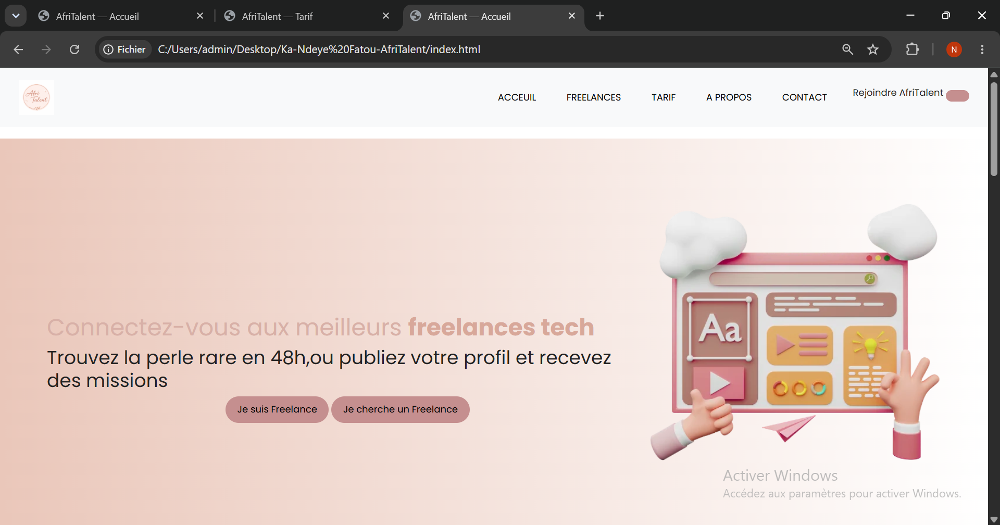 AfriTalent — Accueil
AfriTalent — Tarif
AfriTalent — Accueil
Fichier
C:/Users/admin/Desktop/Ka-Ndeye%20Fatou-AfriTalent/index.html
N
Afri
Talent
ACCEUIL
FREELANCES
TARIF
A PROPOS
CONTACT
Rejoindre AfriTalent
Connectez-vous aux meilleurs freelances tech
Trouvez la perle rare en 48h,ou publiez votre profil et recevez
des missions
Je suis Freelance
Je cherche un Freelance
Aa
Activer Windows
Accédez aux paramètres pour activer Windows.